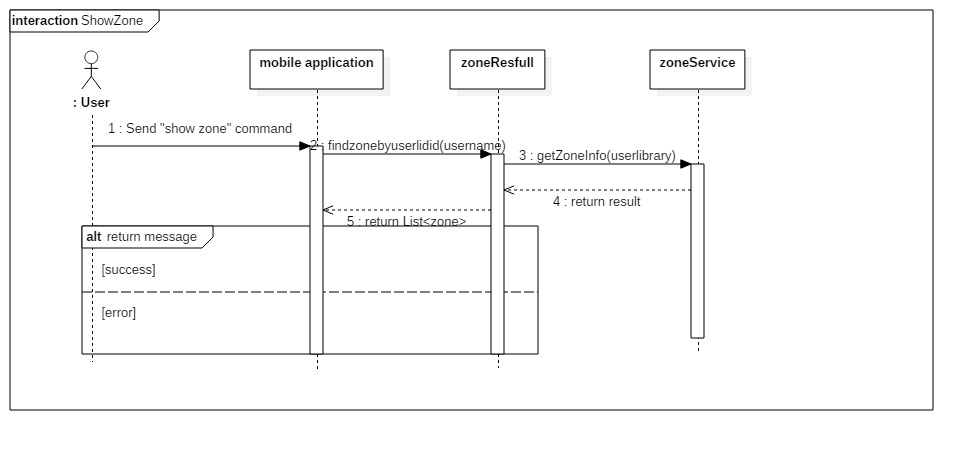 interaction ShowZone
mobile application
zoneResfull
zoneService
: User
1 : Send "show zone" command
2 : findzonebyuserlidid(username)
3 : getZoneInfo(userlibrary)
4 : return result
5 : return List<zone>
alt return message
[success]
[error]